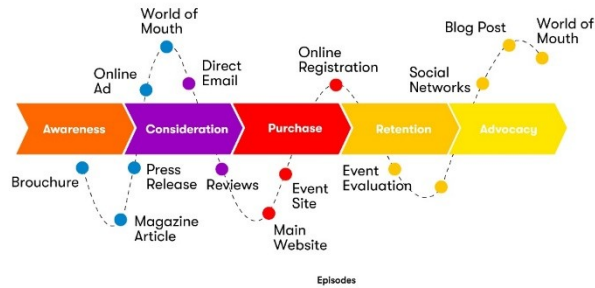 World of
Mouth
Online
Ad
Direct
Email
Online
Registration
Blog Post
World of
Mouth
Social
Networks
Awareness
Consideration
Purchase
Retention
Advocacy
Brouchure
Press
Release
Magazine
Article
Reviews
Event
Site
Main
Website
Event
Evaluation
Episodes